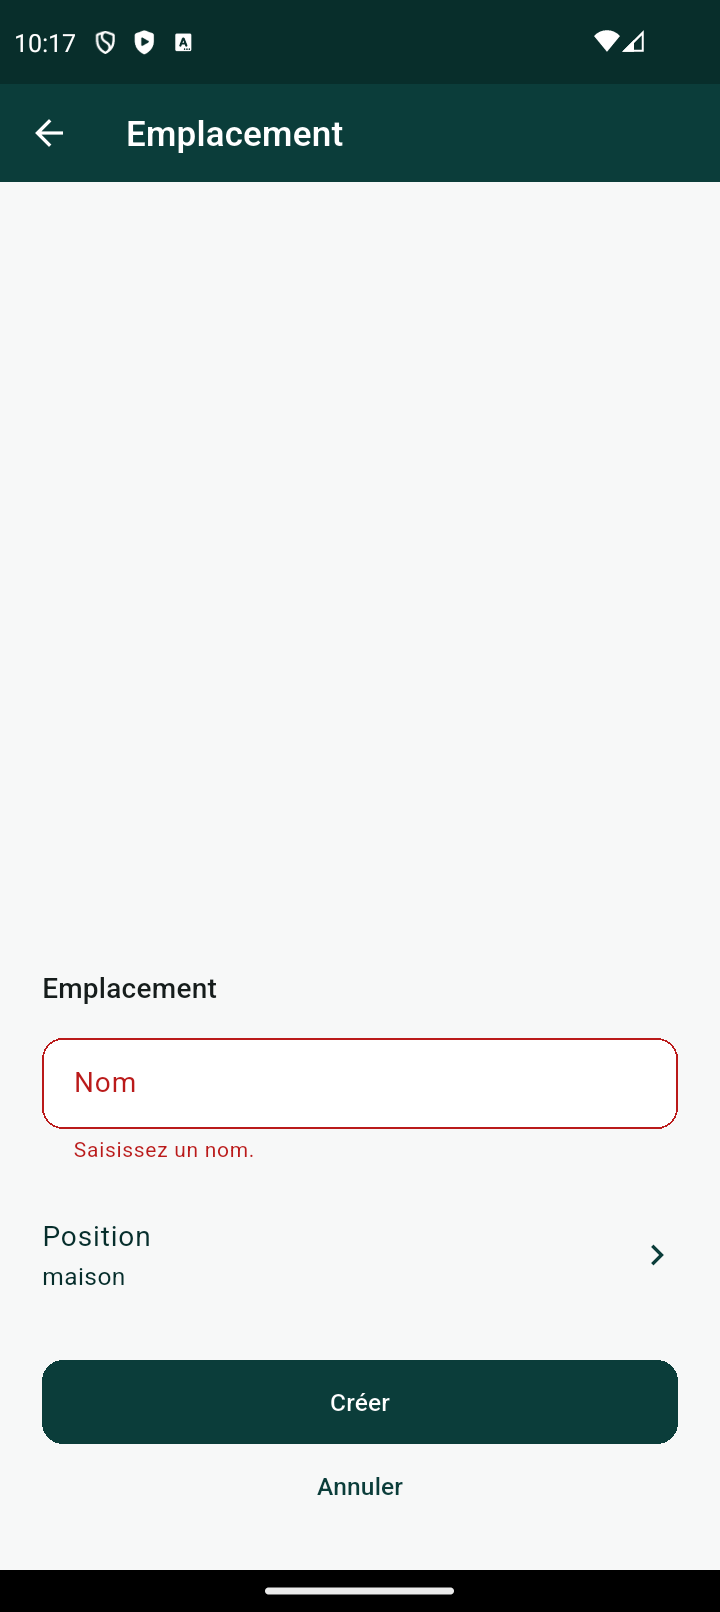 10:17
Emplacement
Emplacement
Nom
Saisissez un nom.
Position
maison
Créer
Annuler